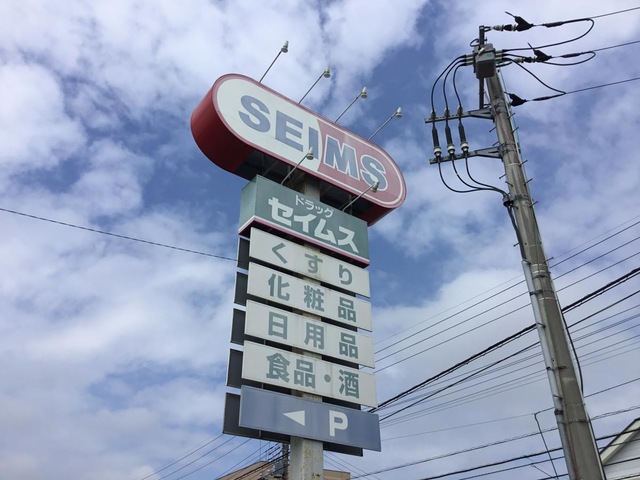 SEIMS
ドラッグ
セイムス
くすり
化粧品
日用品
食品・酒
◀ P